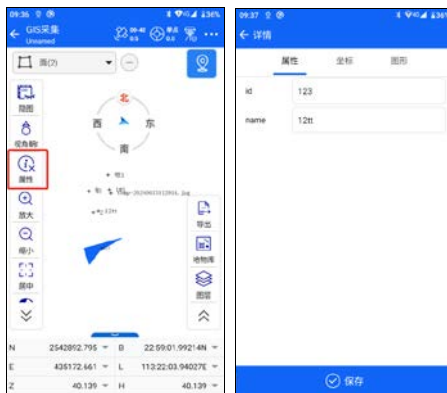 09:36
136%
GIS采集
Unnamed
面(2)
隐图
属性
放大
缩小
居中
北
西
东
南
导出
地物库
图层
N 2542892.795 B 22:59:01.99214N
E 435172.661 L 113:22:03.94027E
Z 40.139 H 40.139
09:37
136%
详情
属性 坐标 图形
id 123
name 12tt
保存